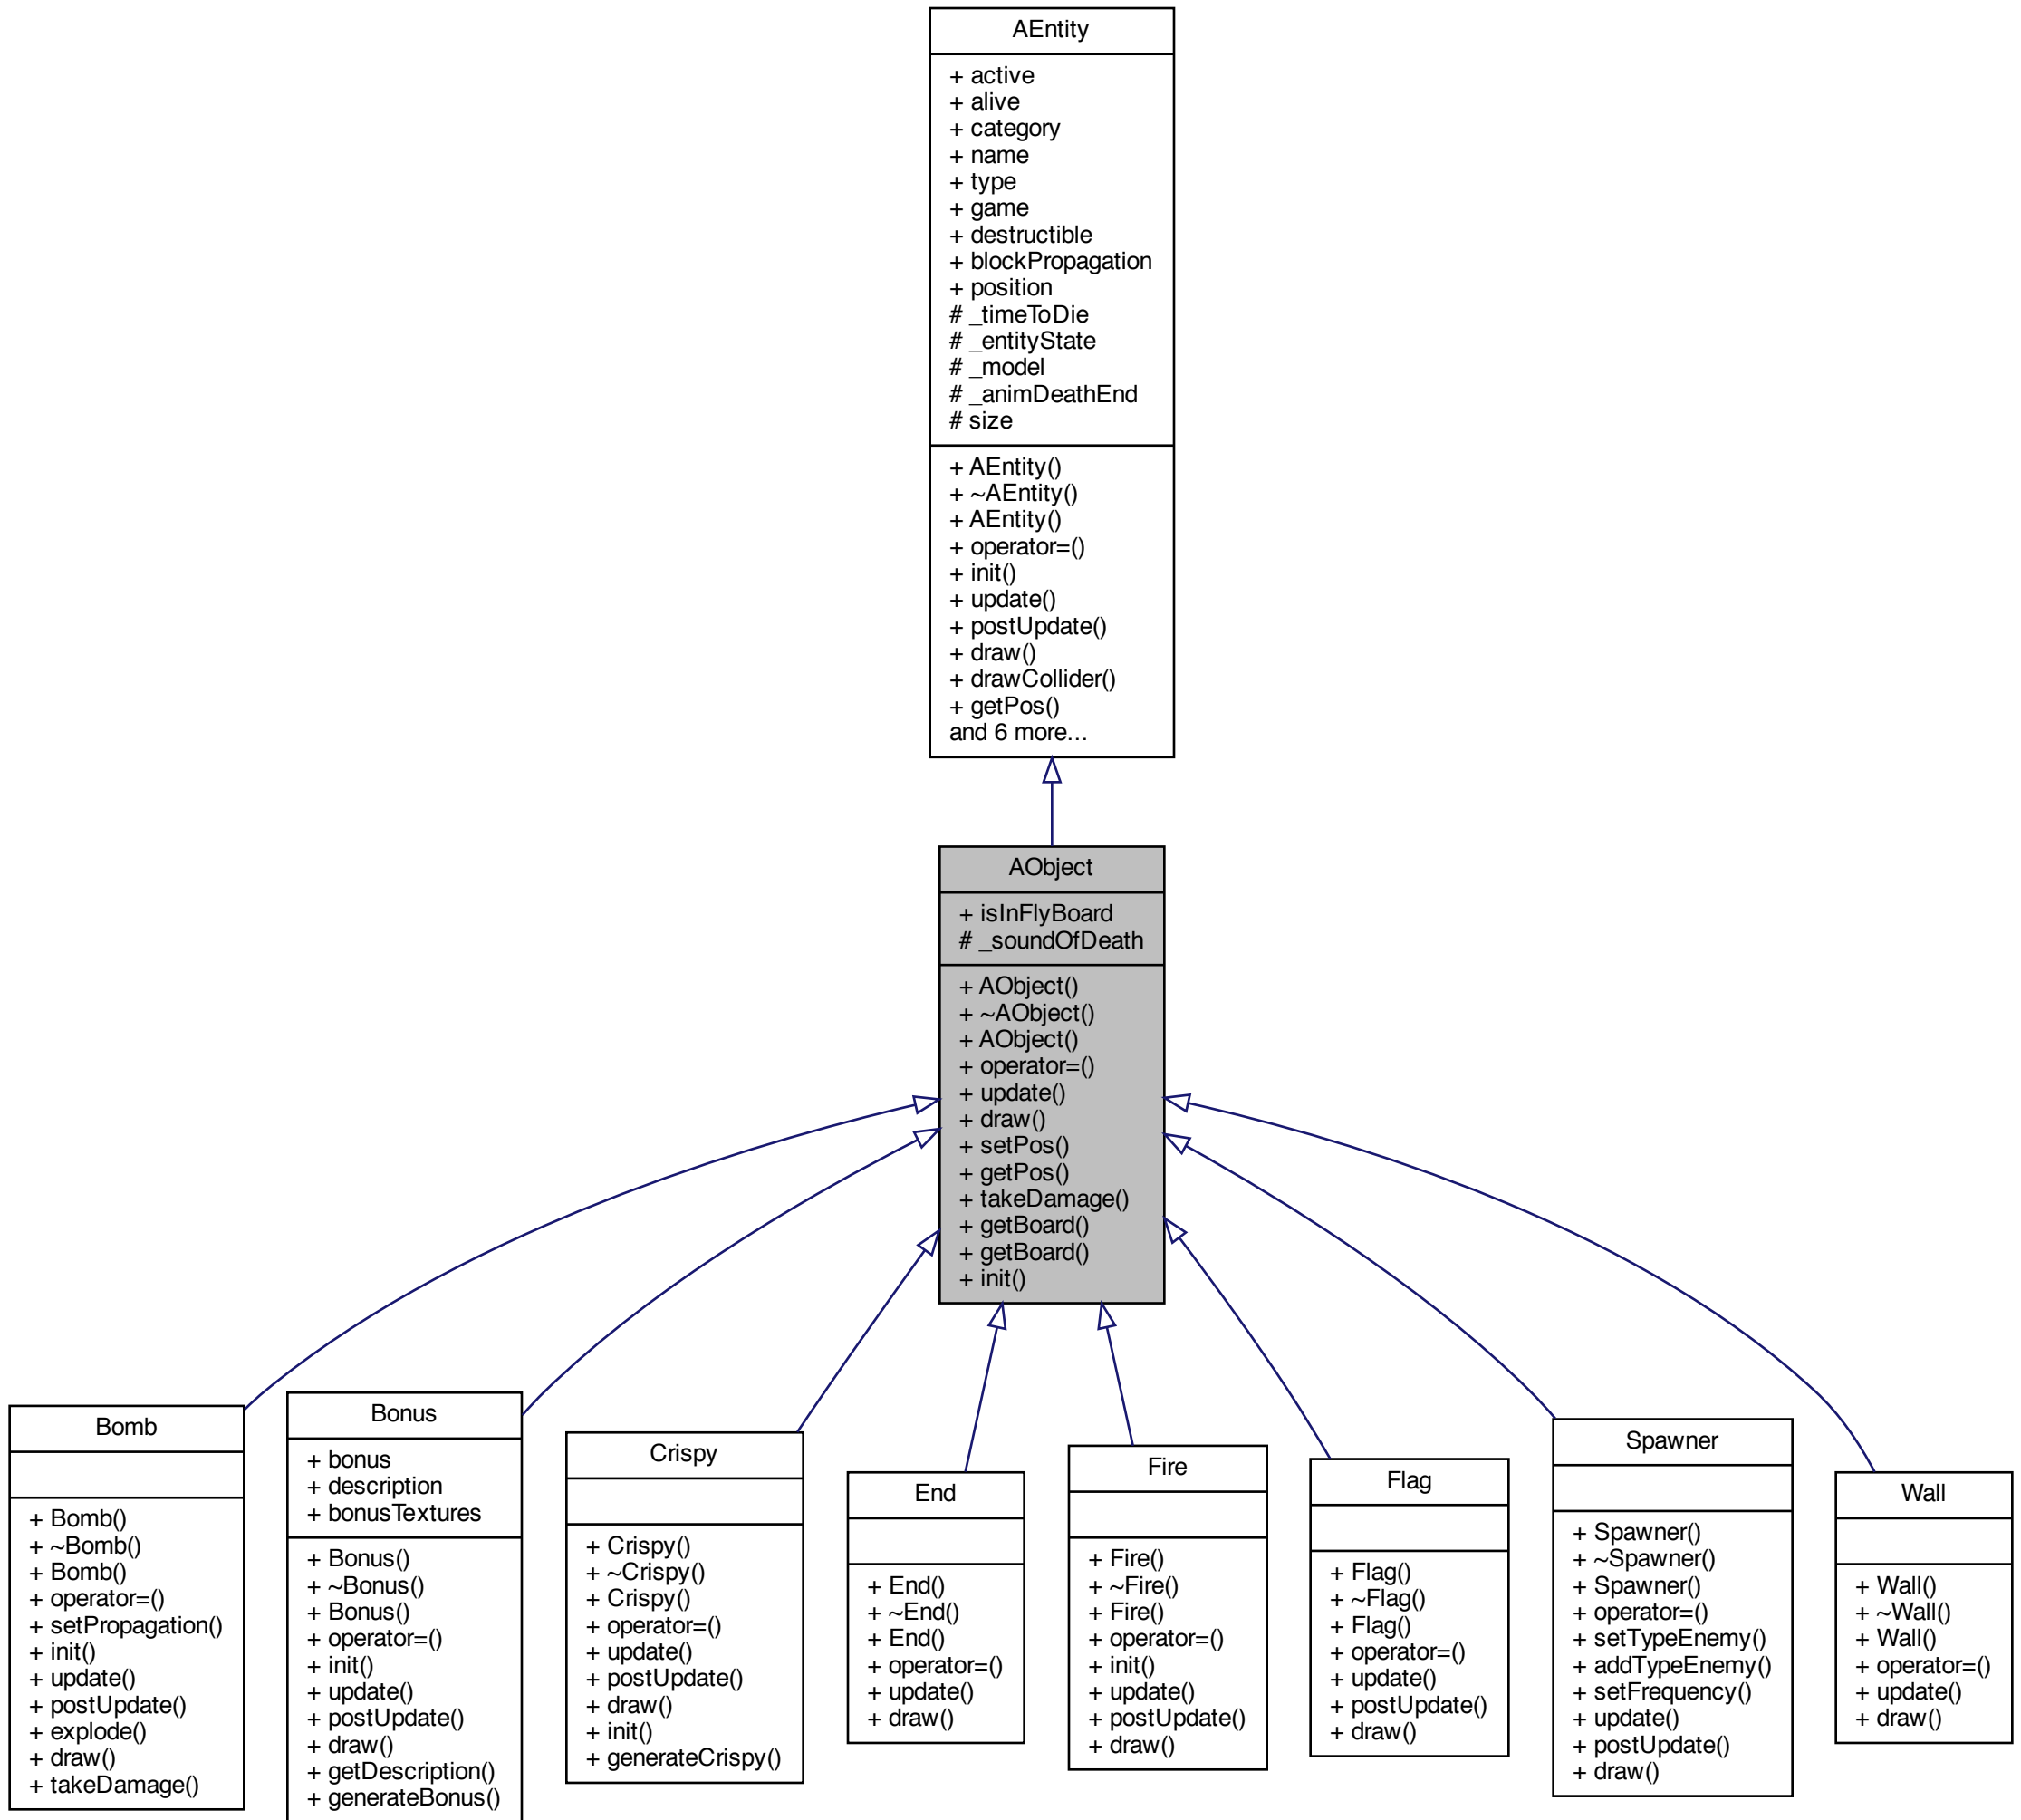 AEntity
+ active
+ alive
+ category
+ name
+ type
+ game
+ destructible
+ blockPropagation
+ position
# _timeToDie
# _entityState
# _model
# _animDeathEnd
# size
+ AEntity()
+ ~AEntity()
+ AEntity()
+ operator=()
+ init()
+ update()
+ postUpdate()
+ draw()
+ drawCollider()
+ getPos()
and 6 more...
AObject
+ isInFlyBoard
# _soundOfDeath
+ AObject()
+ ~AObject()
+ AObject()
+ operator=()
+ update()
+ draw()
+ setPos()
+ getPos()
+ takeDamage()
+ getBoard()
+ getBoard()
+ init()
Bomb
+ Bomb()
+ ~Bomb()
+ Bomb()
+ operator=()
+ setPropagation()
+ init()
+ update()
+ postUpdate()
+ explode()
+ draw()
+ takeDamage()
Bonus
+ bonus
+ description
+ bonusTextures
+ Bonus()
+ ~Bonus()
+ Bonus()
+ operator=()
+ init()
+ update()
+ postUpdate()
+ draw()
+ getDescription()
+ generateBonus()
Crispy
+ Crispy()
+ ~Crispy()
+ Crispy()
+ operator=()
+ update()
+ postUpdate()
+ draw()
+ init()
+ generateCrispy()
End
+ End()
+ ~End()
+ End()
+ operator=()
+ update()
+ draw()
Fire
+ Fire()
+ ~Fire()
+ Fire()
+ operator=()
+ init()
+ update()
+ postUpdate()
+ draw()
Flag
+ Flag()
+ ~Flag()
+ Flag()
+ operator=()
+ update()
+ postUpdate()
+ draw()
Spawner
+ Spawner()
+ ~Spawner()
+ Spawner()
+ operator=()
+ setTypeEnemy()
+ addTypeEnemy()
+ setFrequency()
+ update()
+ postUpdate()
+ draw()
Wall
+ Wall()
+ ~Wall()
+ Wall()
+ operator=()
+ update()
+ draw()